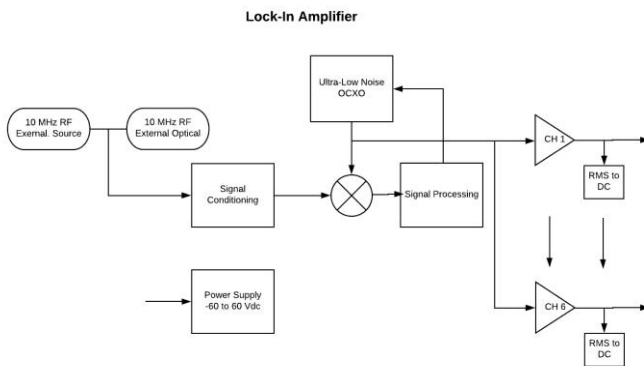 Lock-In Amplifier
Ultra-Low Noise
OCXO
10 MHz RF
Exernal. Source
10 MHz RF
External Optical
CH 1
RMS to
DC
Signal
Conditioning
Signal Processing
Power Supply
-60 to 60 Vdc
CH 6
RMS to
DC